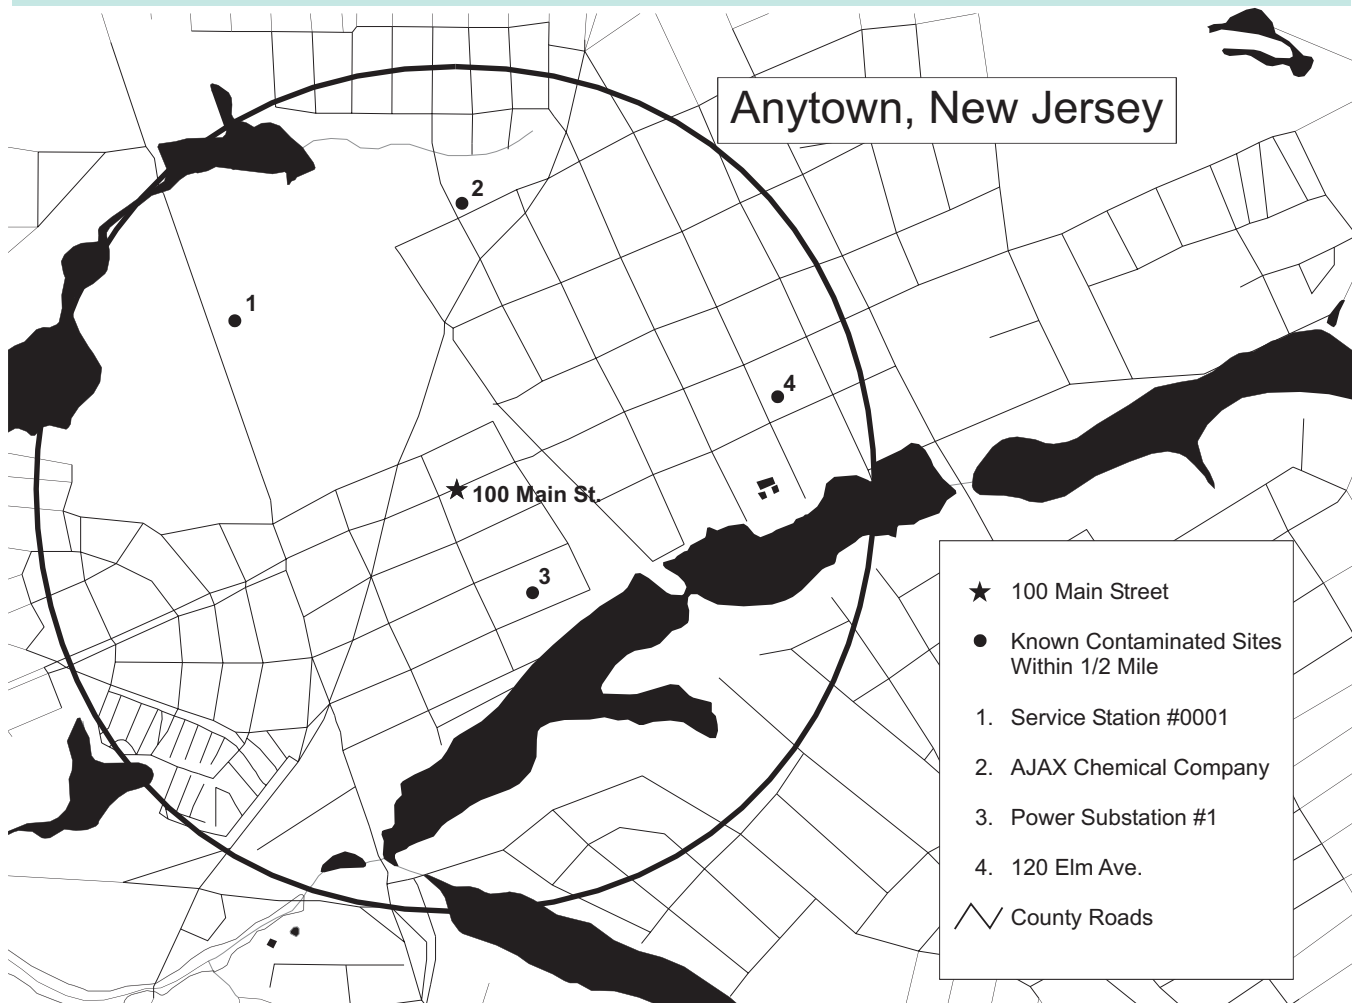 Anytown, New Jersey
2
1
4
100 Main St.
3
100 Main Street
Known Contaminated Sites
Within 1/2 Mile
1. Service Station #0001
2. AJAX Chemical Company
3. Power Substation #1
4. 120 Elm Ave.
County Roads